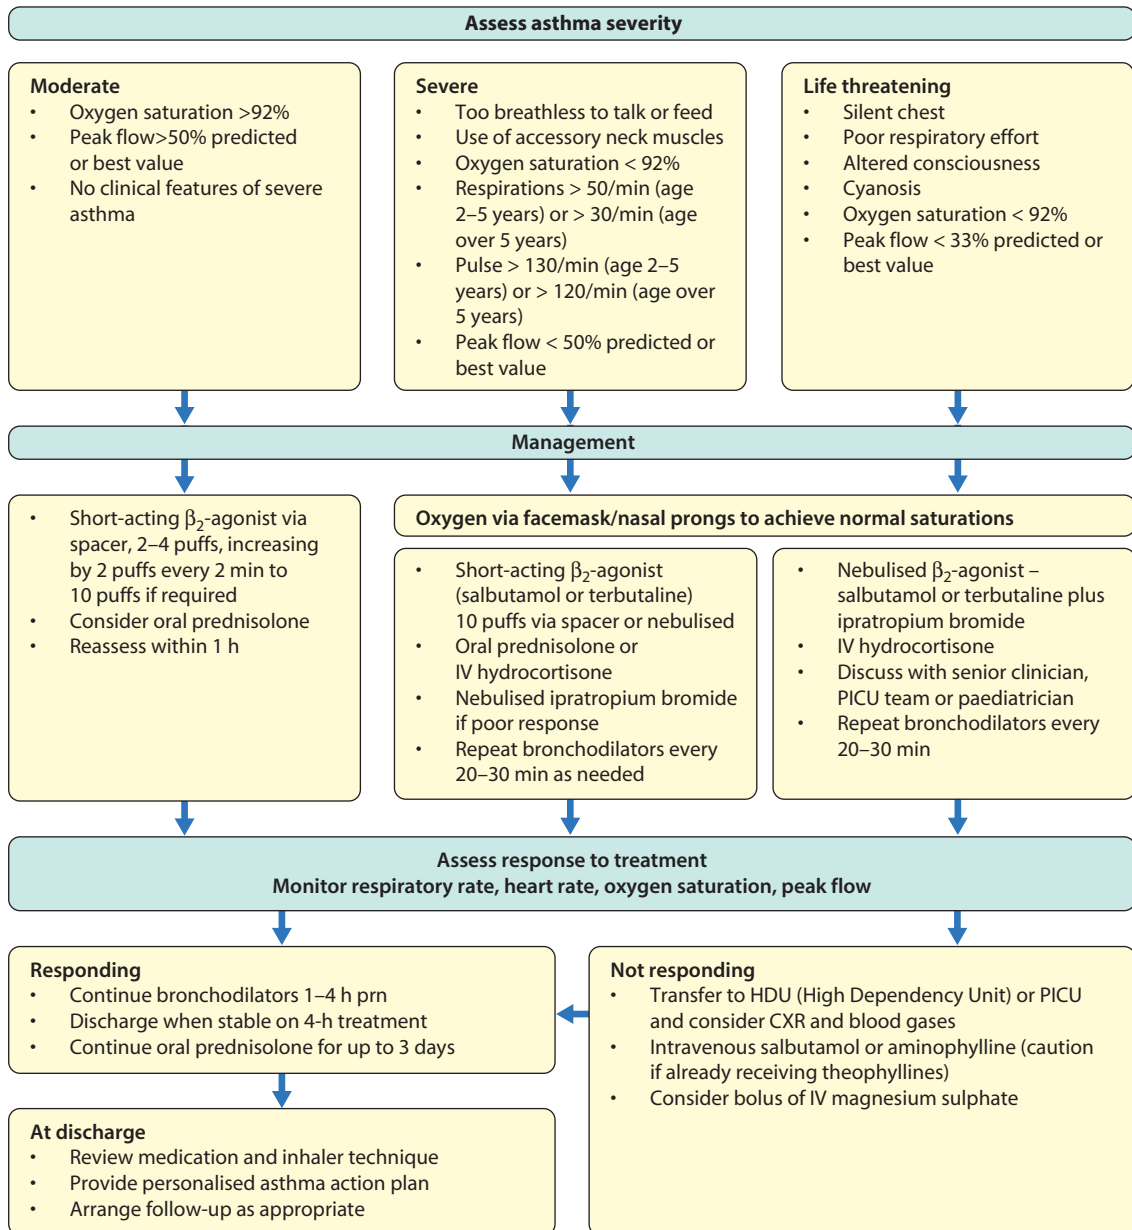 Assess asthma severity
Moderate
• Oxygen saturation >92%
• Peak flow>50% predicted
or best value
• No clinical features of severe
asthma
Severe
• Too breathless to talk or feed
• Use of accessory neck muscles
• Oxygen saturation < 92%
• Respirations > 50/min (age
2–5 years) or > 30/min (age
over 5 years)
• Pulse > 130/min (age 2–5
years) or > 120/min (age over
5 years)
• Peak flow < 50% predicted or
best value
Life threatening
• Silent chest
• Poor respiratory effort
• Altered consciousness
• Cyanosis
• Oxygen saturation < 92%
• Peak flow < 33% predicted or
best value
Management
• Short-acting β₂-agonist via
spacer, 2–4 puffs, increasing
by 2 puffs every 2 min to
10 puffs if required
• Consider oral prednisolone
• Reassess within 1 h
Oxygen via facemask/nasal prongs to achieve normal saturations
• Short-acting β₂-agonist
(salbutamol or terbutaline)
10 puffs via spacer or nebulised
• Oral prednisolone or
IV hydrocortisone
• Nebulised ipratropium bromide
if poor response
• Repeat bronchodilators every
20–30 min as needed
• Nebulised β₂-agonist –
salbutamol or terbutaline plus
ipratropium bromide
• IV hydrocortisone
• Discuss with senior clinician,
PICU team or paediatrician
• Repeat bronchodilators every
20–30 min
Assess response to treatment
Monitor respiratory rate, heart rate, oxygen saturation, peak flow
Responding
• Continue bronchodilators 1–4 h prn
• Discharge when stable on 4-h treatment
• Continue oral prednisolone for up to 3 days
Not responding
• Transfer to HDU (High Dependency Unit) or PICU
and consider CXR and blood gases
• Intravenous salbutamol or aminophylline (caution
if already receiving theophyllines)
• Consider bolus of IV magnesium sulphate
At discharge
• Review medication and inhaler technique
• Provide personalised asthma action plan
• Arrange follow-up as appropriate